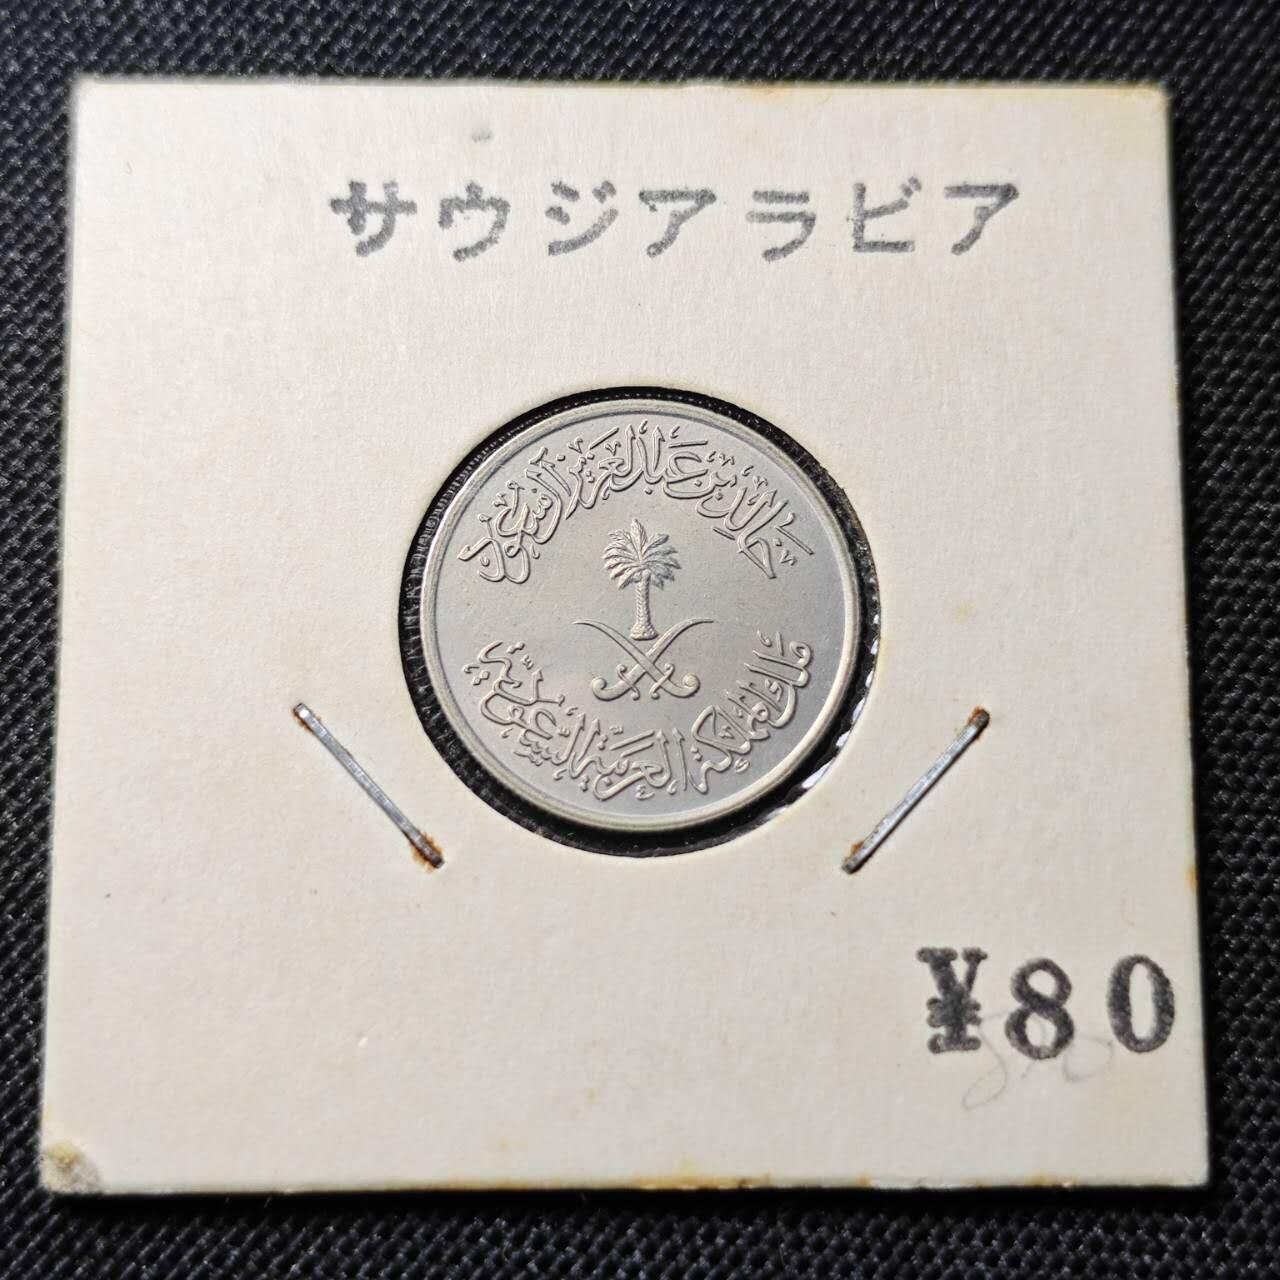 サウジアラビア
خالد بن عبد العزيز آل سعود
ملك المملكة العربية السعودية
¥80